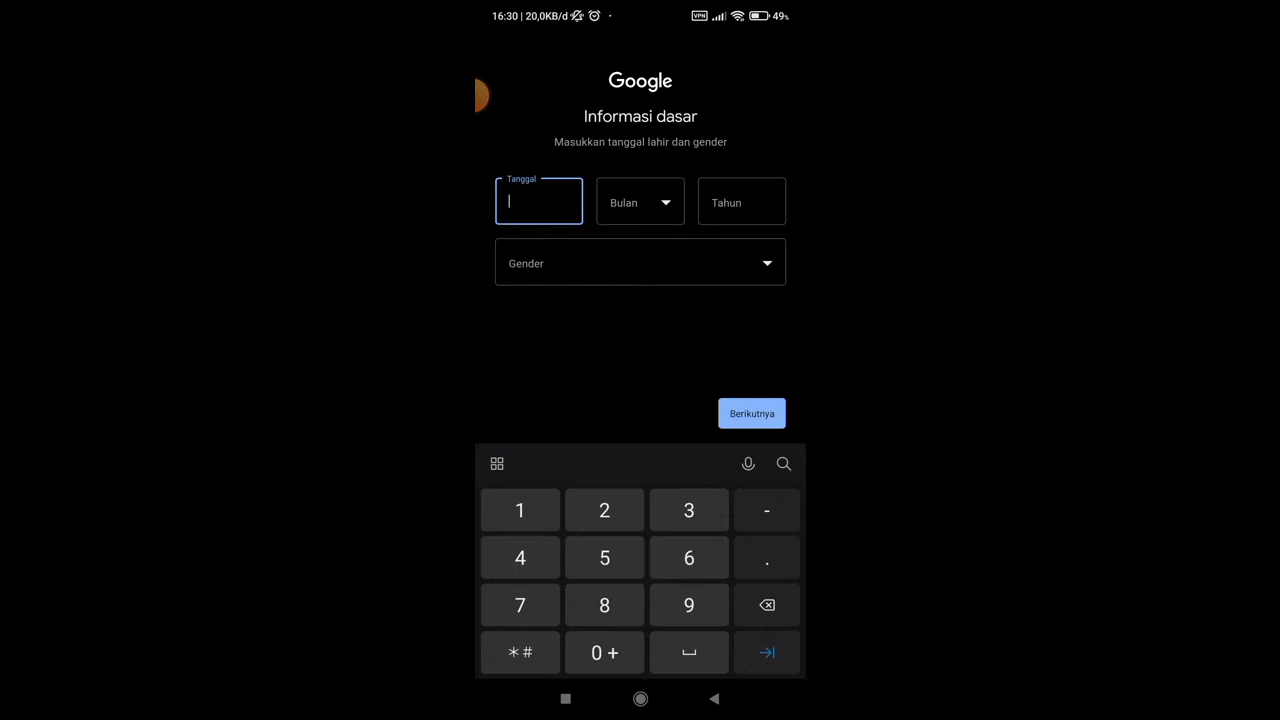 16:30 | 20,0KB/d VPN 49%
Google
Informasi dasar
Masukkan tanggal lahir dan gender
Tanggal
Bulan Tahun
Gender
Berikutnya
1 2 3 -
4 5 6 .
7 8 9
*# 0 +